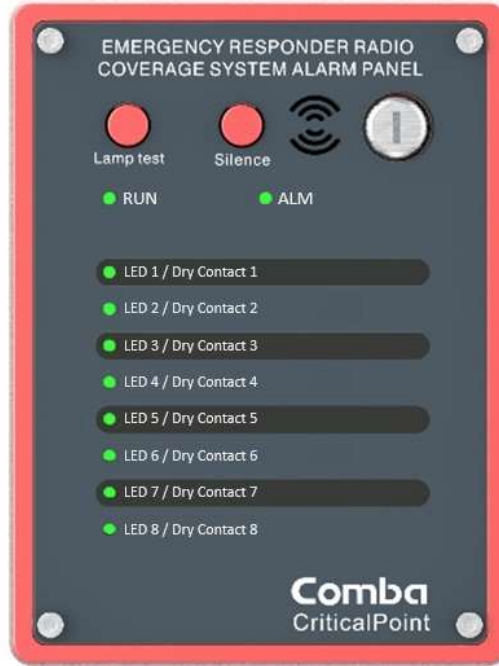 EMERGENCY RESPONDER RADIO
COVERAGE SYSTEM ALARM PANEL
Lamp test
Silence
RUN
ALM
LED 1 / Dry Contact 1
LED 2 / Dry Contact 2
LED 3 / Dry Contact 3
LED 4 / Dry Contact 4
LED 5 / Dry Contact 5
LED 6 / Dry Contact 6
LED 7 / Dry Contact 7
LED 8 / Dry Contact 8
Comba
CriticalPoint